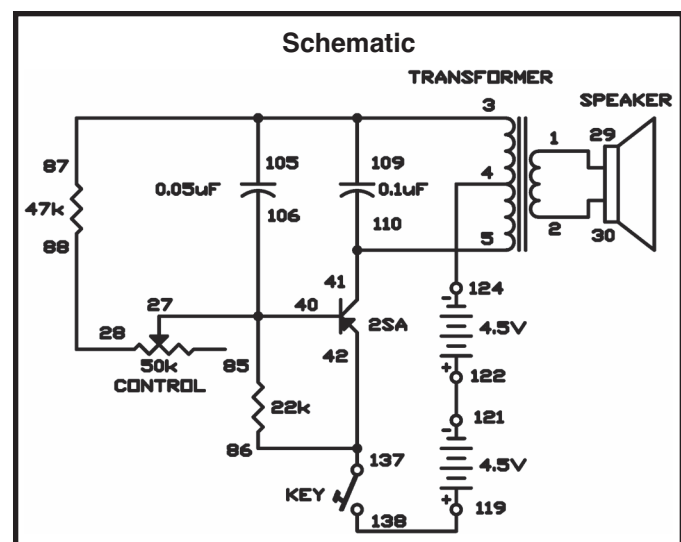 Schematic
TRANSFORMER
3
SPEAKER
87
105
109
1
29
47k
0.05uF
0.1uF
4
88
106
110
5
2
30
41
124
27
40
2SA
4.5V
28
42
85
50k
122
CONTROL
22k
121
86
137
4.5V
KEY
119
138